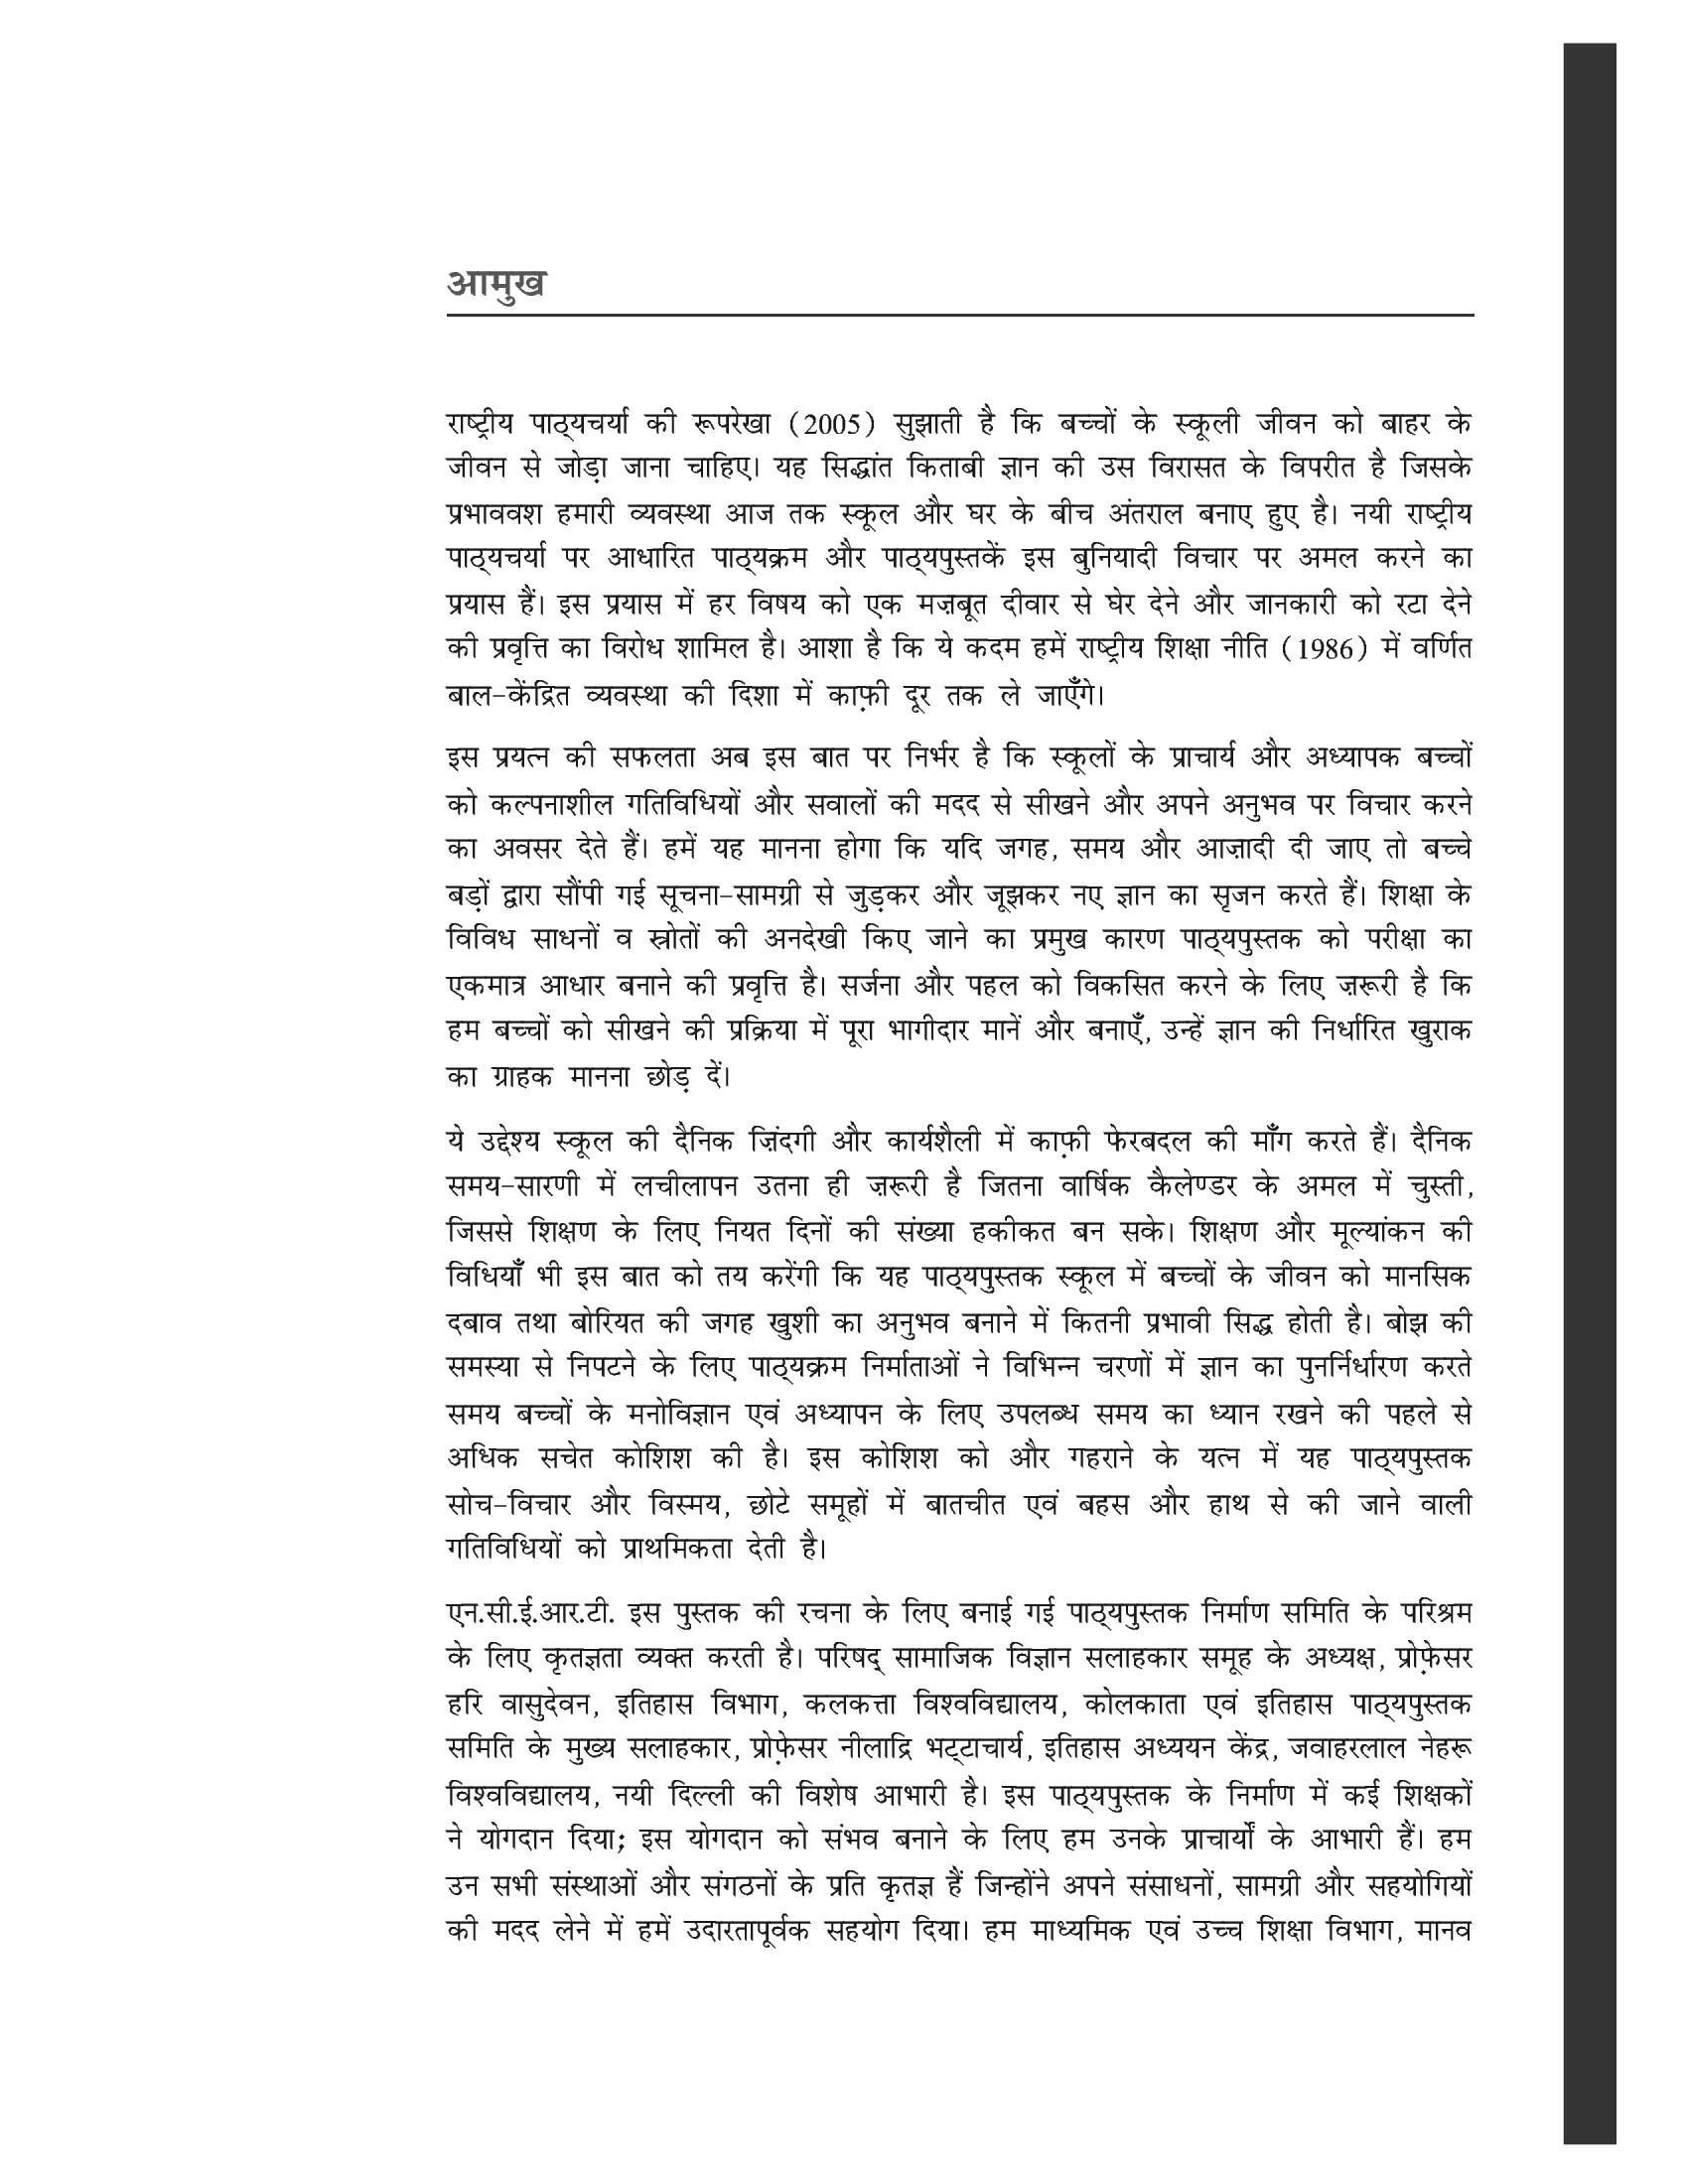 आमुख
राष्ट्रीय पाठ्यचर्या की रूपरेखा (2005) सुझाती है कि बच्चों के स्कूली जीवन को बाहर के
जीवन से जोड़ा जाना चाहिए। यह सिद्धांत किताबी ज्ञान की उस विरासत के विपरीत है जिसके
प्रभाववश हमारी व्यवस्था आज तक स्कूल और घर के बीच अंतराल बनाए हुए है। नयी राष्ट्रीय
पाठ्यचर्या पर आधारित पाठ्यक्रम और पाठ्यपुस्तकें इस बुनियादी विचार पर अमल करने का
प्रयास हैं। इस प्रयास में हर विषय को एक मज़बूत दीवार से घेर देने और जानकारी को रटा देने
की प्रवृत्ति का विरोध शामिल है। आशा है कि ये कदम हमें राष्ट्रीय शिक्षा नीति (1986) में वर्णित
बाल-केंद्रित व्यवस्था की दिशा में काफ़ी दूर तक ले जाएँगे।
इस प्रयत्न की सफलता अब इस बात पर निर्भर है कि स्कूलों के प्राचार्य और अध्यापक बच्चों
को कल्पनाशील गतिविधियों और सवालों की मदद से सीखने और अपने अनुभव पर विचार करने
का अवसर देते हैं। हमें यह मानना होगा कि यदि जगह, समय और आज़ादी दी जाए तो बच्चे
बड़ों द्वारा सौंपी गई सूचना-सामग्री से जुड़कर और जूझकर नए ज्ञान का सृजन करते हैं। शिक्षा के
विविध साधनों व स्रोतों की अनदेखी किए जाने का प्रमुख कारण पाठ्यपुस्तक को परीक्षा का
एकमात्र आधार बनाने की प्रवृत्ति है। सर्जना और पहल को विकसित करने के लिए ज़रूरी है कि
हम बच्चों को सीखने की प्रक्रिया में पूरा भागीदार मानें और बनाएँ, उन्हें ज्ञान की निर्धारित खुराक
का ग्राहक मानना छोड़ दें।
ये उद्देश्य स्कूल की दैनिक ज़िंदगी और कार्यशैली में काफ़ी फेरबदल की माँग करते हैं। दैनिक
समय-सारणी में लचीलापन उतना ही ज़रूरी है जितना वार्षिक कैलेण्डर के अमल में चुस्ती,
जिससे शिक्षण के लिए नियत दिनों की संख्या हकीकत बन सके। शिक्षण और मूल्यांकन की
विधियाँ भी इस बात को तय करेंगी कि यह पाठ्यपुस्तक स्कूल में बच्चों के जीवन को मानसिक
दबाव तथा बोरियत की जगह खुशी का अनुभव बनाने में कितनी प्रभावी सिद्ध होती है। बोझ की
समस्या से निपटने के लिए पाठ्यक्रम निर्माताओं ने विभिन्न चरणों में ज्ञान का पुनर्निर्धारण करते
समय बच्चों के मनोविज्ञान एवं अध्यापन के लिए उपलब्ध समय का ध्यान रखने की पहले से
अधिक सचेत कोशिश की है। इस कोशिश को और गहराने के यत्न में यह पाठ्यपुस्तक
सोच-विचार और विस्मय, छोटे समूहों में बातचीत एवं बहस और हाथ से की जाने वाली
गतिविधियों को प्राथमिकता देती है।
एन.सी.ई.आर.टी. इस पुस्तक की रचना के लिए बनाई गई पाठ्यपुस्तक निर्माण समिति के परिश्रम
के लिए कृतज्ञता व्यक्त करती है। परिषद् सामाजिक विज्ञान सलाहकार समूह के अध्यक्ष, प्रोफ़ेसर
हरि वासुदेवन, इतिहास विभाग, कलकत्ता विश्वविद्यालय, कोलकाता एवं इतिहास पाठ्यपुस्तक
समिति के मुख्य सलाहकार, प्रोफ़ेसर नीलाद्रि भट्टाचार्य, इतिहास अध्ययन केंद्र, जवाहरलाल नेहरू
विश्वविद्यालय, नयी दिल्ली की विशेष आभारी है। इस पाठ्यपुस्तक के निर्माण में कई शिक्षकों
ने योगदान दिया; इस योगदान को संभव बनाने के लिए हम उनके प्राचार्यों के आभारी हैं। हम
उन सभी संस्थाओं और संगठनों के प्रति कृतज्ञ हैं जिन्होंने अपने संसाधनों, सामग्री और सहयोगियों
की मदद लेने में हमें उदारतापूर्वक सहयोग दिया। हम माध्यमिक एवं उच्च शिक्षा विभाग, मानव